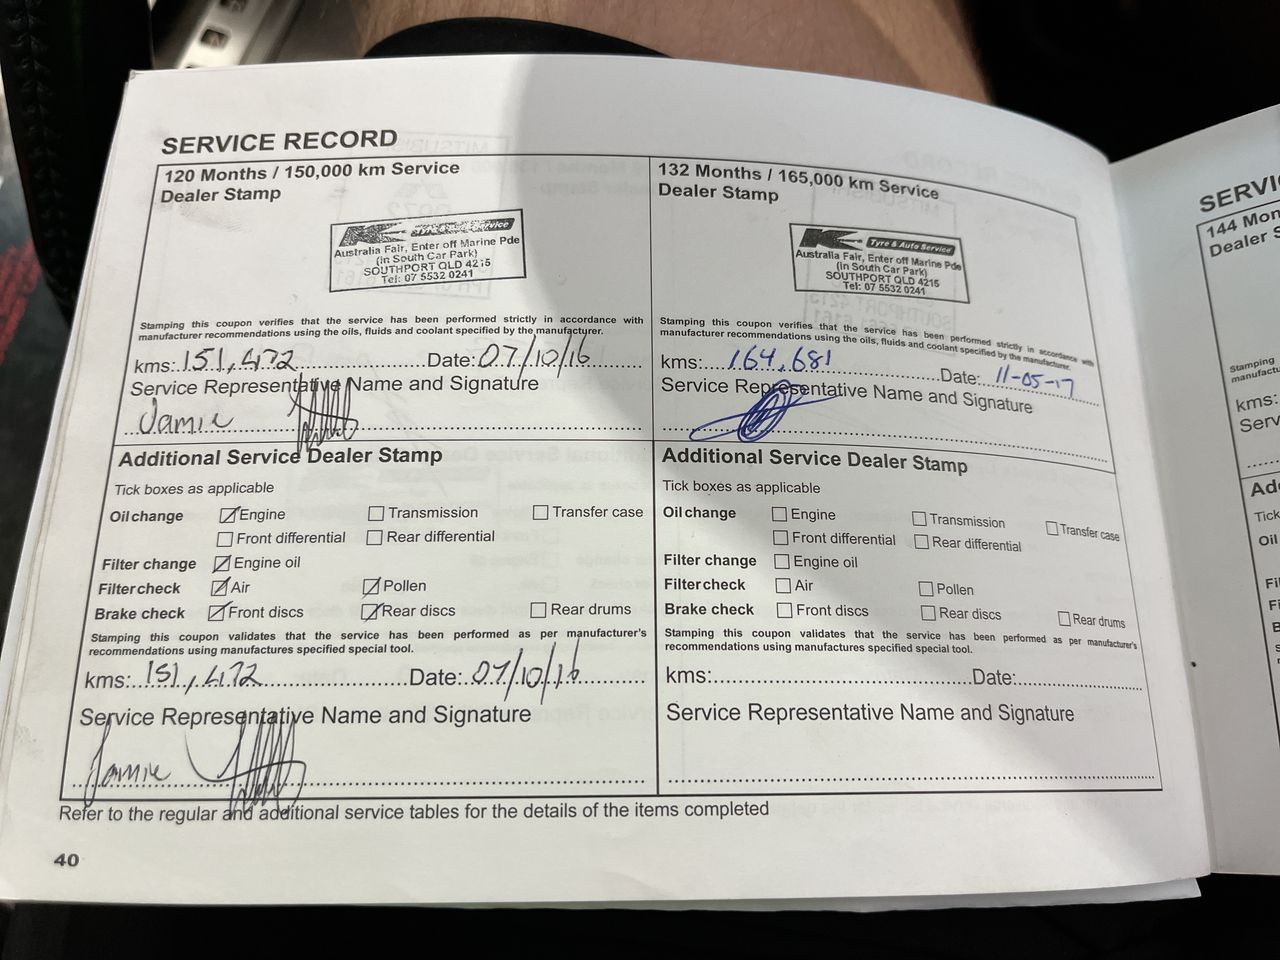 SERVICE RECORD
120 Months / 150,000 km Service
Dealer Stamp
Service
Australia Fair, Enter off Marine Pde
(in South Car Park)
SOUTHPORT QLD 4215
Tel: 07 5532 0241
Stamping this coupon verifies that the service has been performed strictly in accordance with
manufacturer recommendations using the oils, fluids and coolant specified by the manufacturer.
kms: 151,472 Date: 07/10/16
Service Representative Name and Signature
Jamie
Additional Service Dealer Stamp
Tick boxes as applicable
Oil change Engine Transmission Transfer case
Front differential Rear differential
Filter change Engine oil
Filter check Air Pollen
Brake check Front discs Rear discs Rear drums
Stamping this coupon validates that the service has been performed as per manufacturer's
recommendations using manufactures specified special tool.
kms: 151,472 Date: 07/10/16
Service Representative Name and Signature
Jamie
132 Months / 165,000 km Service
Dealer Stamp
K Tyre & Auto Service
Australia Fair, Enter off Marine Pde
(in South Car Park)
SOUTHPORT QLD 4215
Tel: 07 5532 0241
Stamping this coupon verifies that the service has been performed strictly in accordance with
manufacturer recommendations using the oils, fluids and coolant specified by the manufacturer.
kms: 164,681 Date: 11-05-17
Service Representative Name and Signature
Additional Service Dealer Stamp
Tick boxes as applicable
Oil change Engine Transmission Transfer case
Front differential Rear differential
Filter change Engine oil
Filter check Air Pollen
Brake check Front discs Rear discs Rear drums
Stamping this coupon validates that the service has been performed as per manufacturer's
recommendations using manufactures specified special tool.
kms: Date:
Service Representative Name and Signature
Refer to the regular and additional service tables for the details of the items completed
40
SERVI
144 Mon
Dealer S
Stamping
manufactu
kms:
Serv
Ad
Tick
Oil
Fil
Fi
B